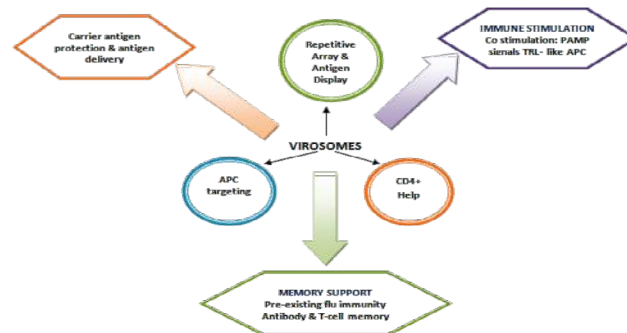 Carrier antigen
protection & antigen
delivery
Repetitive
Array &
Antigen
Display
IMMUNE STIMULATION
Co stimulation: PAMP
sienals TRL- like APC
VIROSOMES
APC
targeting
CD4+
Help
MEMORY SUPPORT
Pre-existing flu immunity
Antibody & T-cell memory